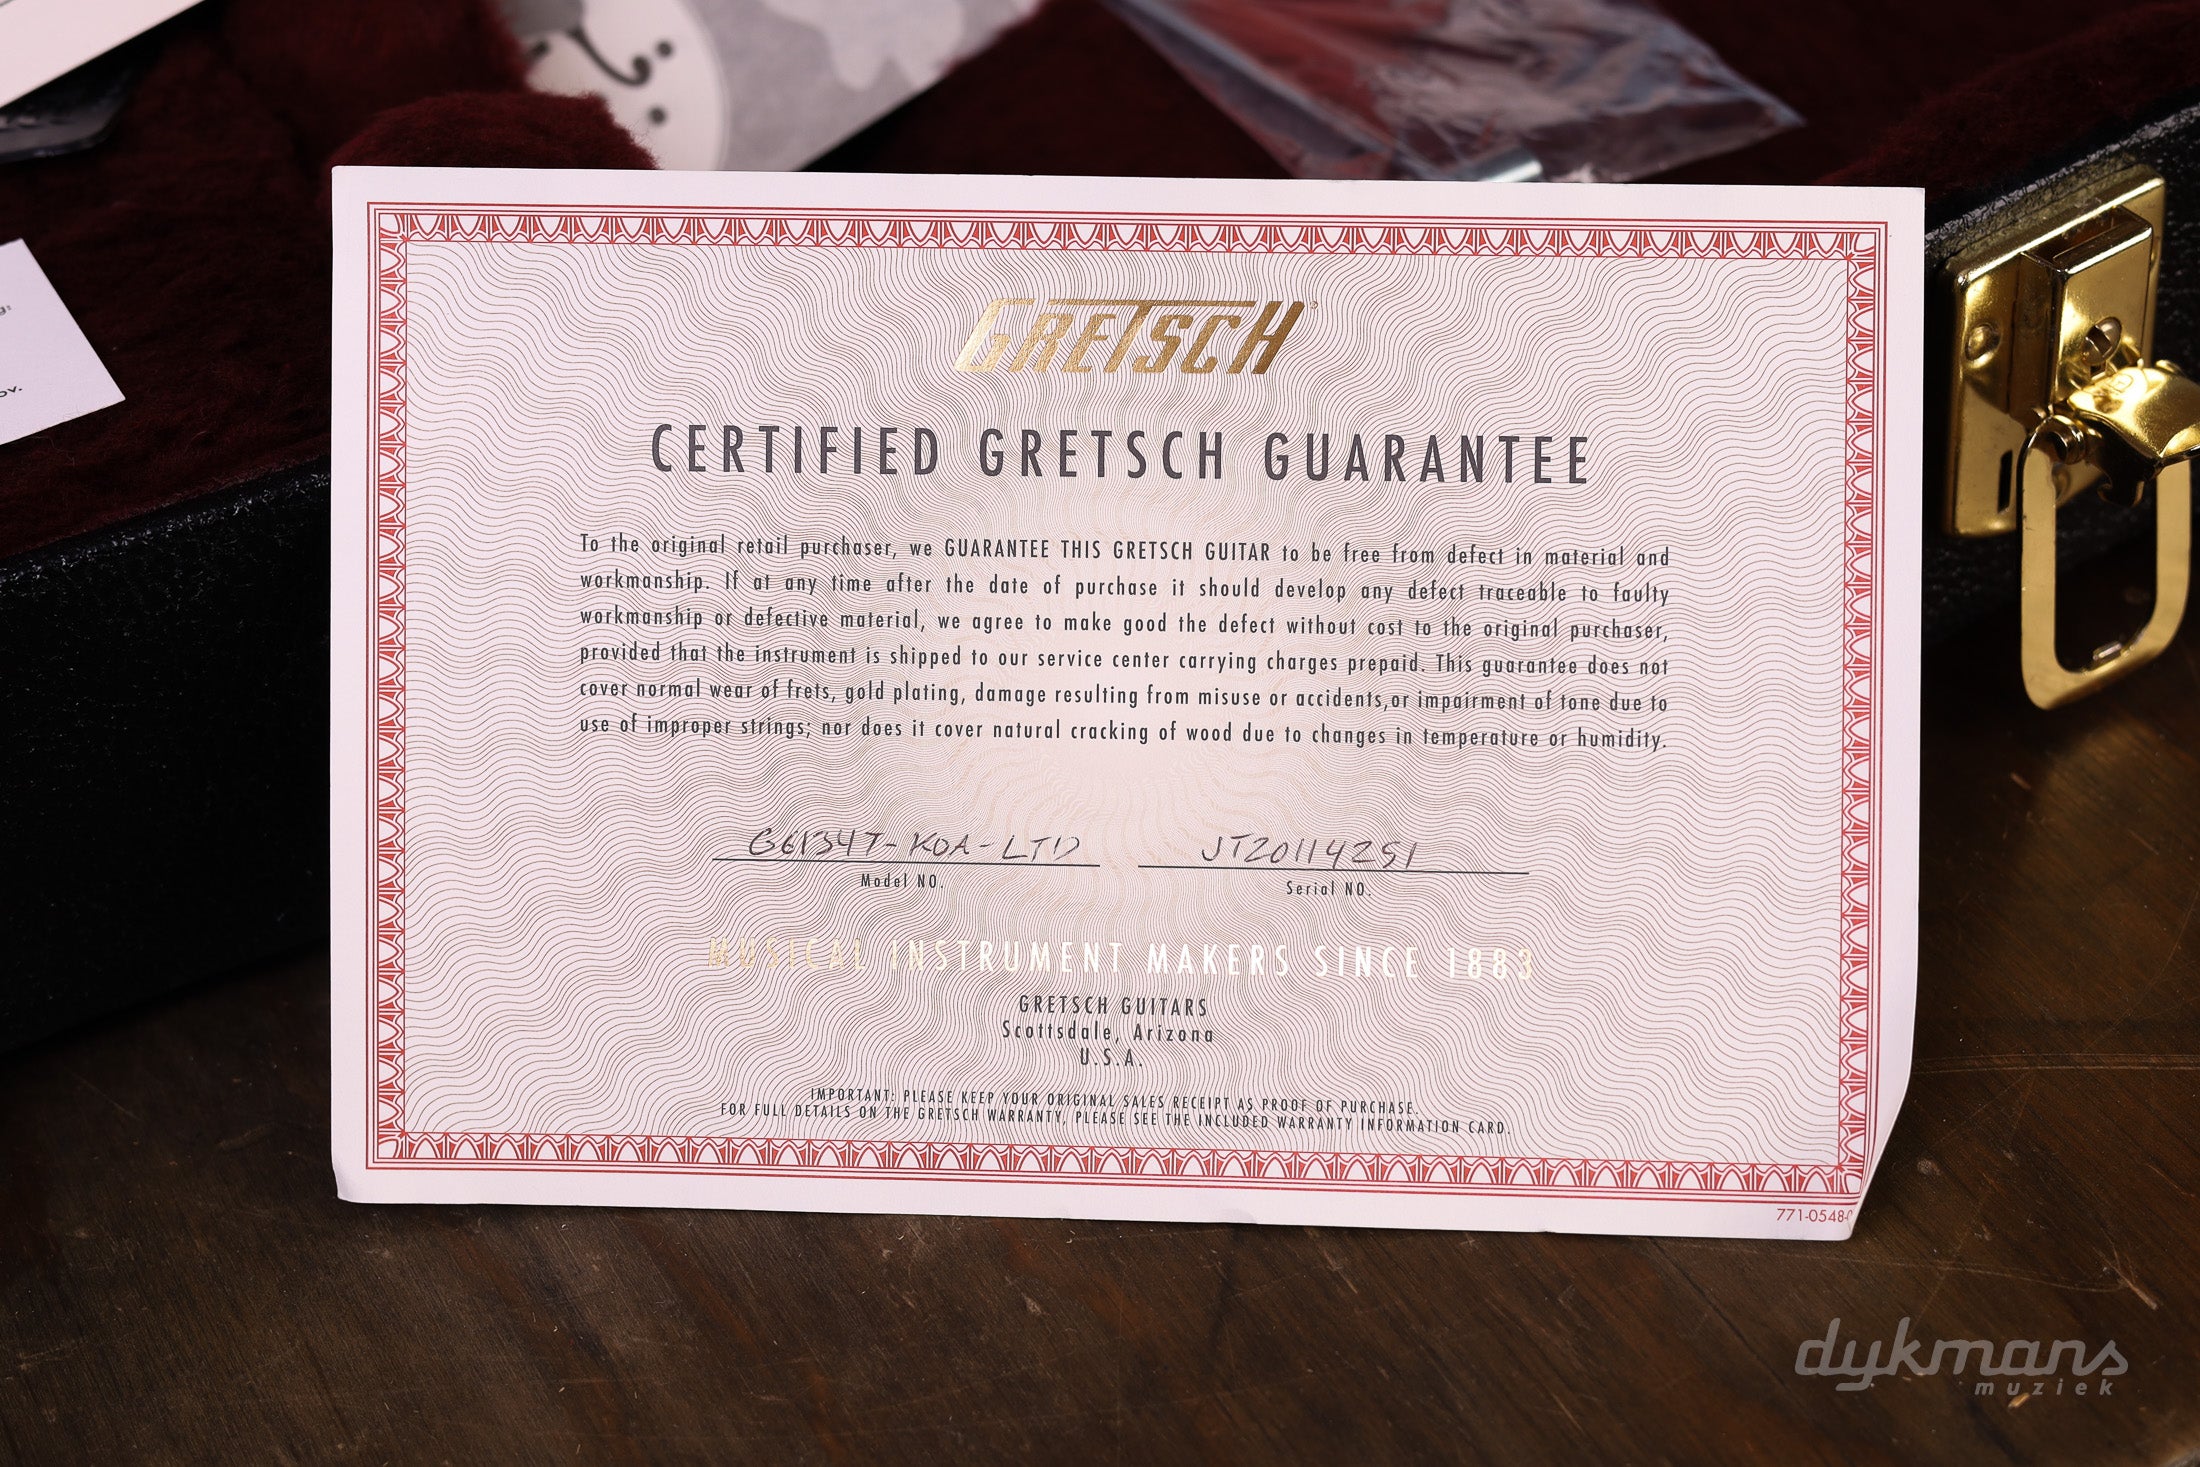 GRETSCH
CERTIFIED GRETSCH GUARANTEE
To the original retail purchaser, we GUARANTEE THIS GRETSCH GUITAR to be free from defect in material and
workmanship. If at any time after the date of purchase it should develop any defect traceable to faulty
workmanship or defective material, we agree to make good the defect without cost to the original purchaser,
provided that the instrument is shipped to our service center carrying charges prepaid. This guarantee does not
cover normal wear of frets, gold plating, damage resulting from misuse or accidents,or impairment of tone due to
use of improper strings; nor does it cover natural cracking of wood due to changes in temperature or humidity.
-KOA-LTD JT20114251
Model NO. Serial NO.
MUSICAL INSTRUMENT MAKERS SINCE 1883
GRETSCH GUITARS
Scottsdale, Arizona
U.S.A.
IMPORTANT: PLEASE KEEP YOUR ORIGINAL SALES RECEIPT AS PROOF OF PURCHASE.
FOR FULL DETAILS ON THE GRETSCH WARRANTY, PLEASE SEE THE INCLUDED WARRANTY INFORMATION CARD.
771-0548-
dykmans
muziek